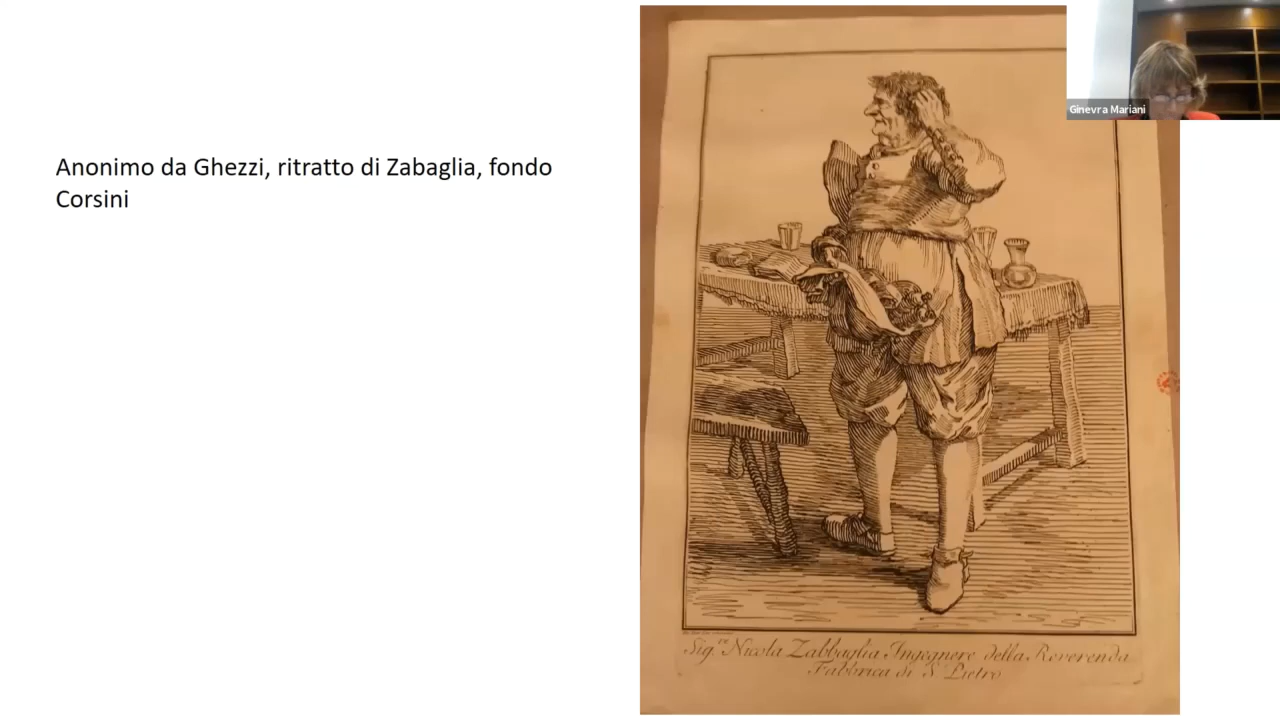 Anonimo da Ghezzi, ritratto di Zabaglia, fondo
Corsini
Ginevra Mariani
Sig.re Nicola Zabbaglia Ingegnere della Reverenda
Fabbrica di S Pietro